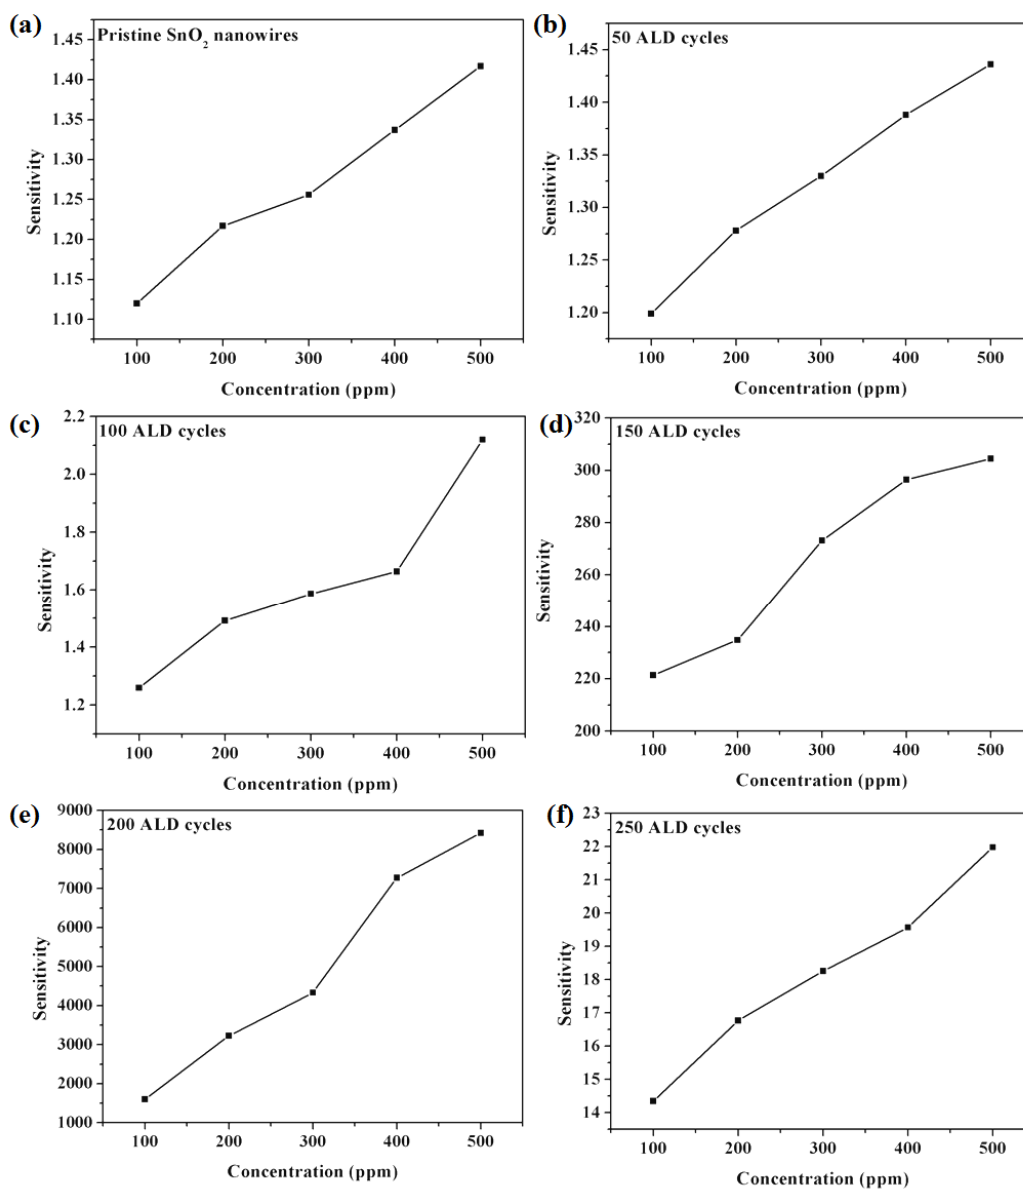 (a)
Pristine SnO₂ nanowires
1.45
1.40
1.35
1.30
1.25
1.20
1.15
1.10
Sensitivity
100 200 300 400 500
Concentration (ppm)
(b)
50 ALD cycles
1.45
1.40
1.35
1.30
1.25
1.20
Sensitivity
100 200 300 400 500
Concentration (ppm)
(c)
100 ALD cycles
2.2
2.0
1.8
1.6
1.4
1.2
Sensitivity
100 200 300 400 500
Concentration (ppm)
(d)
150 ALD cycles
320
300
280
260
240
220
200
Sensitivity
100 200 300 400 500
Concentration (ppm)
(e)
200 ALD cycles
9000
8000
7000
6000
5000
4000
3000
2000
1000
Sensitivity
100 200 300 400 500
Concentration (ppm)
(f)
250 ALD cycles
23
22
21
20
19
18
17
16
15
14
Sensitivity
100 200 300 400 500
Concentration (ppm)